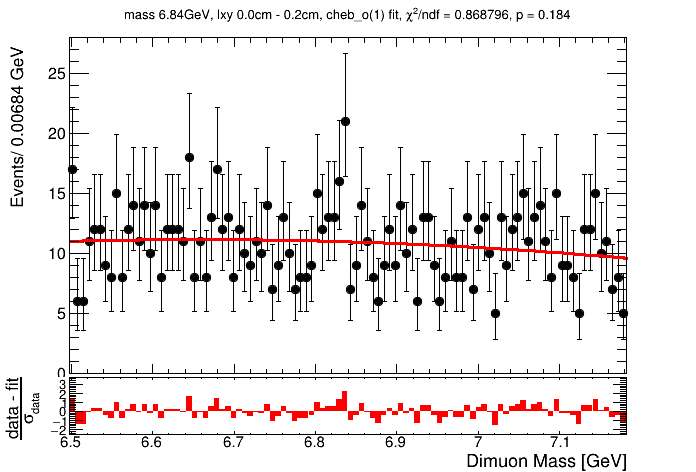 mass 6.84GeV, lxy 0.0cm - 0.2cm, cheb_o(1) fit, χ²/ndf = 0.868796, p = 0.184
Events/ 0.00684 GeV
25
20
15
10
5
0
data - fit
σdata
3
2
1
0
−1
−2
6.5 6.6 6.7 6.8 6.9 7 7.1
Dimuon Mass [GeV]